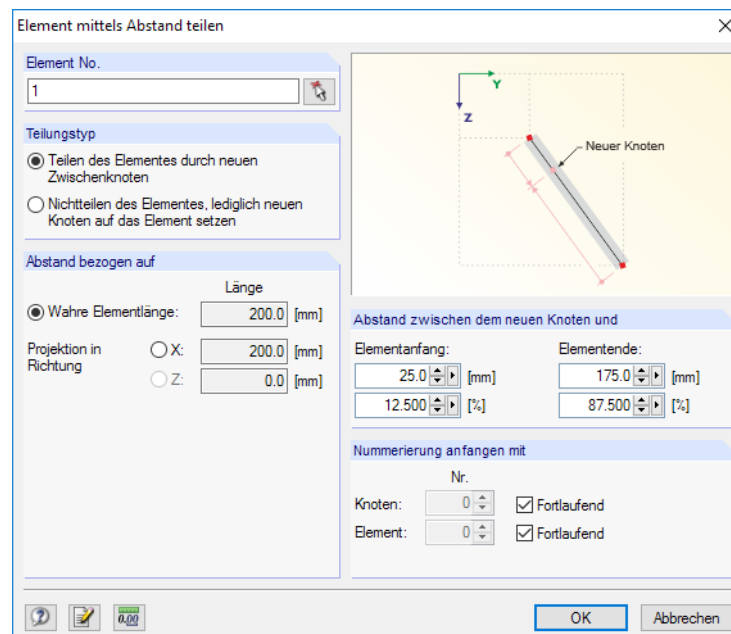 Element mittels Abstand teilen
Element No.
1
Teilungstyp
Teilen des Elementes durch neuen
Zwischenknoten
Nichtteilen des Elementes, lediglich neuen
Knoten auf das Element setzen
Abstand bezogen auf
Länge
Wahre Elementlänge: 200.0 [mm]
Projektion in
Richtung
X: 200.0 [mm]
Z: 0.0 [mm]
Y
Z
Neuer Knoten
Abstand zwischen dem neuen Knoten und
Elementanfang: Elementende:
25.0 [mm] 175.0 [mm]
12.500 [%] 87.500 [%]
Nummerierung anfangen mit
Nr.
Knoten: 0 Fortlaufend
Element: 0 Fortlaufend
0.00
OK Abbrechen